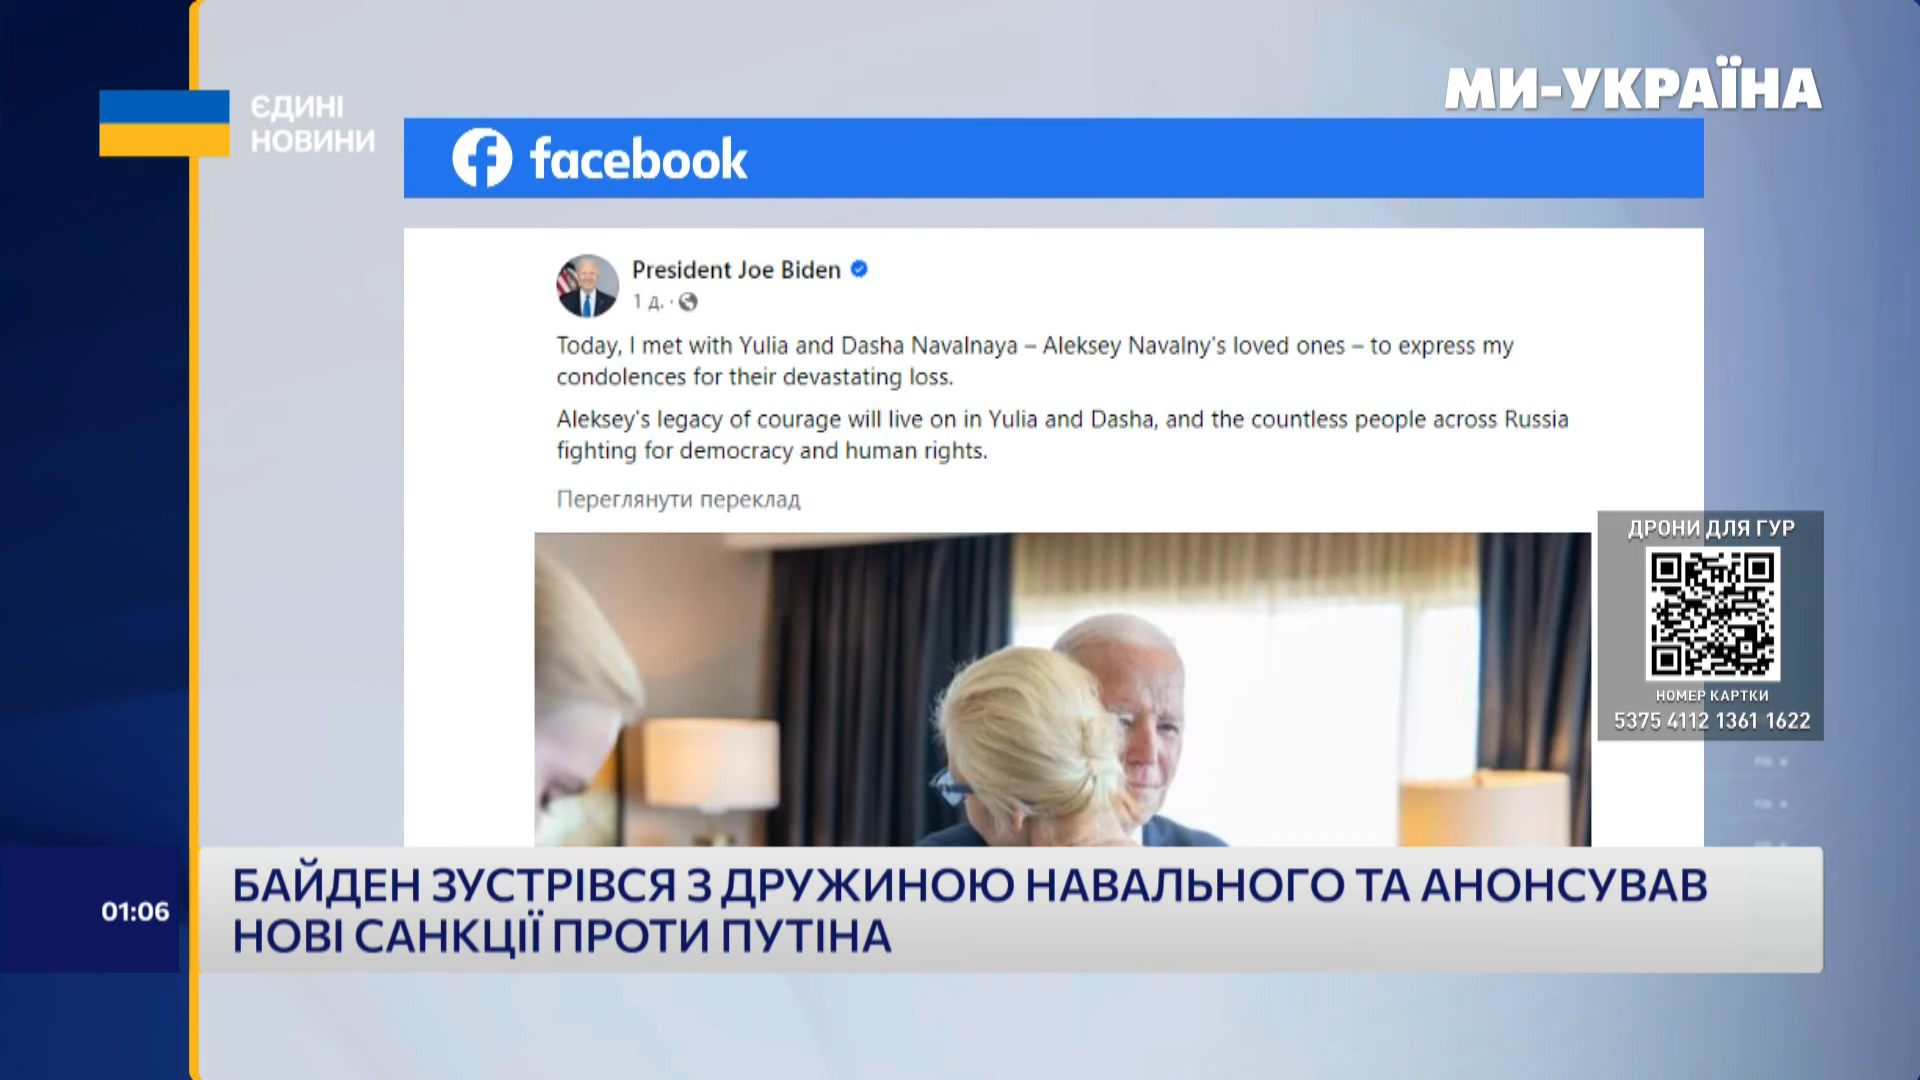 ЄДИНІ
НОВИНИ
МИ-УКРАЇНА
facebook
President Joe Biden
1 д.
Today, I met with Yulia and Dasha Navalnaya – Aleksey Navalny's loved ones – to express my
condolences for their devastating loss.
Aleksey's legacy of courage will live on in Yulia and Dasha, and the countless people across Russia
fighting for democracy and human rights.
Переглянути переклад
ДРОНИ ДЛЯ ГУР
НОМЕР КАРТКИ
5375 4112 1361 1622
01:06
БАЙДЕН ЗУСТРІВСЯ З ДРУЖИНОЮ НАВАЛЬНОГО ТА АНОНСУВАВ
НОВІ САНКЦІЇ ПРОТИ ПУТІНА